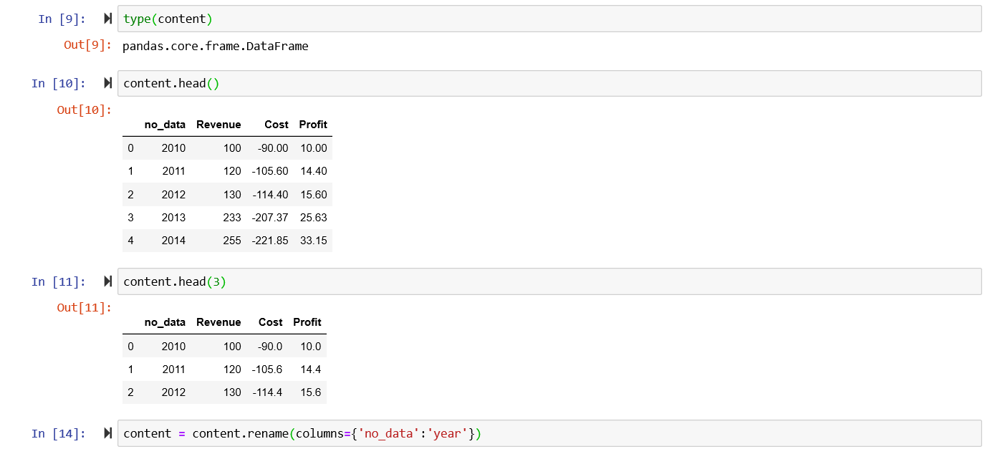 In [9]: type(content)
Out[9]: pandas.core.frame.DataFrame
In [10]: content.head()
Out[10]:
no_data Revenue Cost Profit
0 2010 100 -90.00 10.00
1 2011 120 -105.60 14.40
2 2012 130 -114.40 15.60
3 2013 233 -207.37 25.63
4 2014 255 -221.85 33.15
In [11]: content.head(3)
Out[11]:
no_data Revenue Cost Profit
0 2010 100 -90.0 10.0
1 2011 120 -105.6 14.4
2 2012 130 -114.4 15.6
In [14]: content = content.rename(columns={'no_data':'year'})